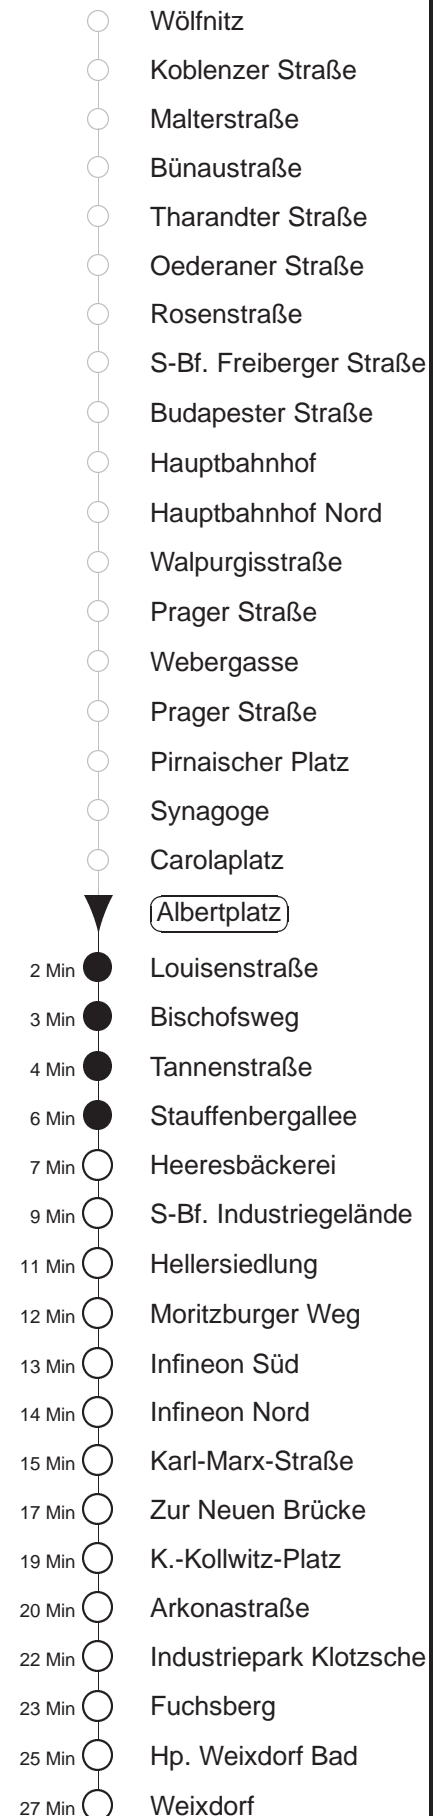 Wölfnitz
Koblenzer Straße
Malterstraße
Bünaustraße
Tharandter Straße
Oederaner Straße
Rosenstraße
S-Bf. Freiberger Straße
Budapester Straße
Hauptbahnhof
Hauptbahnhof Nord
Walpurgisstraße
Prager Straße
Webergasse
Prager Straße
Pirnaischer Platz
Synagoge
Carolaplatz
Albertplatz
2 Min Louisenstraße
3 Min Bischofsweg
4 Min Tannenstraße
6 Min Stauffenbergallee
7 Min Heeresbäckerei
9 Min S-Bf. Industriegelände
11 Min Hellersiedlung
12 Min Moritzburger Weg
13 Min Infineon Süd
14 Min Infineon Nord
15 Min Karl-Marx-Straße
17 Min Zur Neuen Brücke
19 Min K.-Kollwitz-Platz
20 Min Arkonastraße
22 Min Industriepark Klotzsche
23 Min Fuchsberg
25 Min Hp. Weixdorf Bad
27 Min Weixdorf